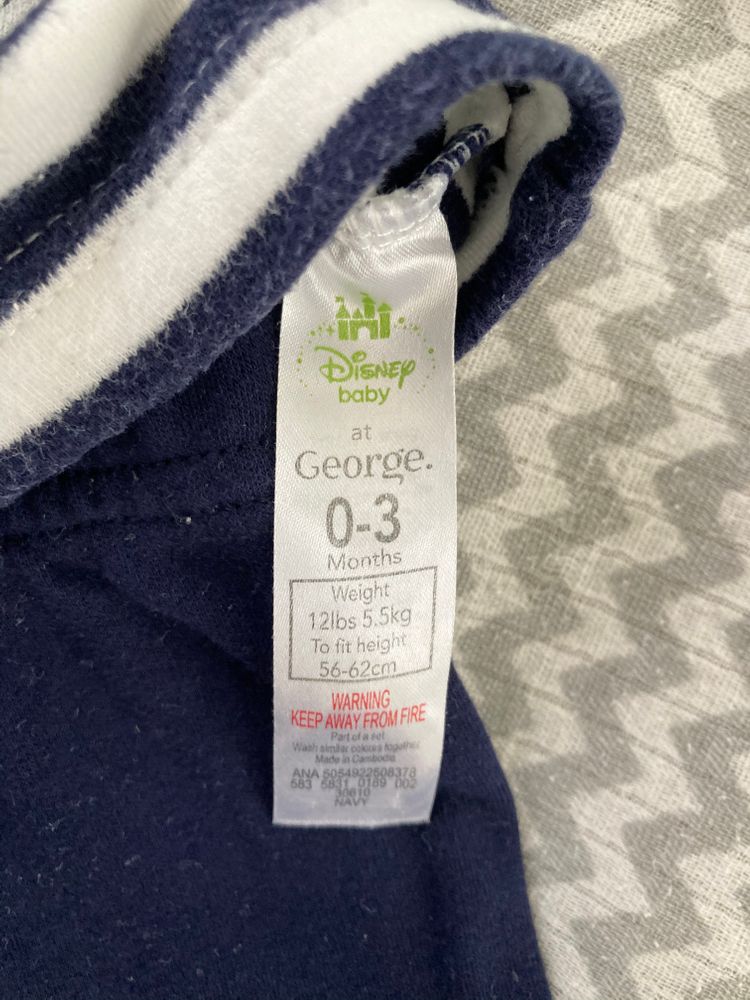 Disney
baby
at
George.
0-3
Months
Weight
12lbs 5.5kg
To fit height
56-62cm
WARNING
KEEP AWAY FROM FIRE
Part of a set
Wash similar colours together
Made in Cambodia
ANA 5054922508378
583 5831 0189 002
30610
NAVY